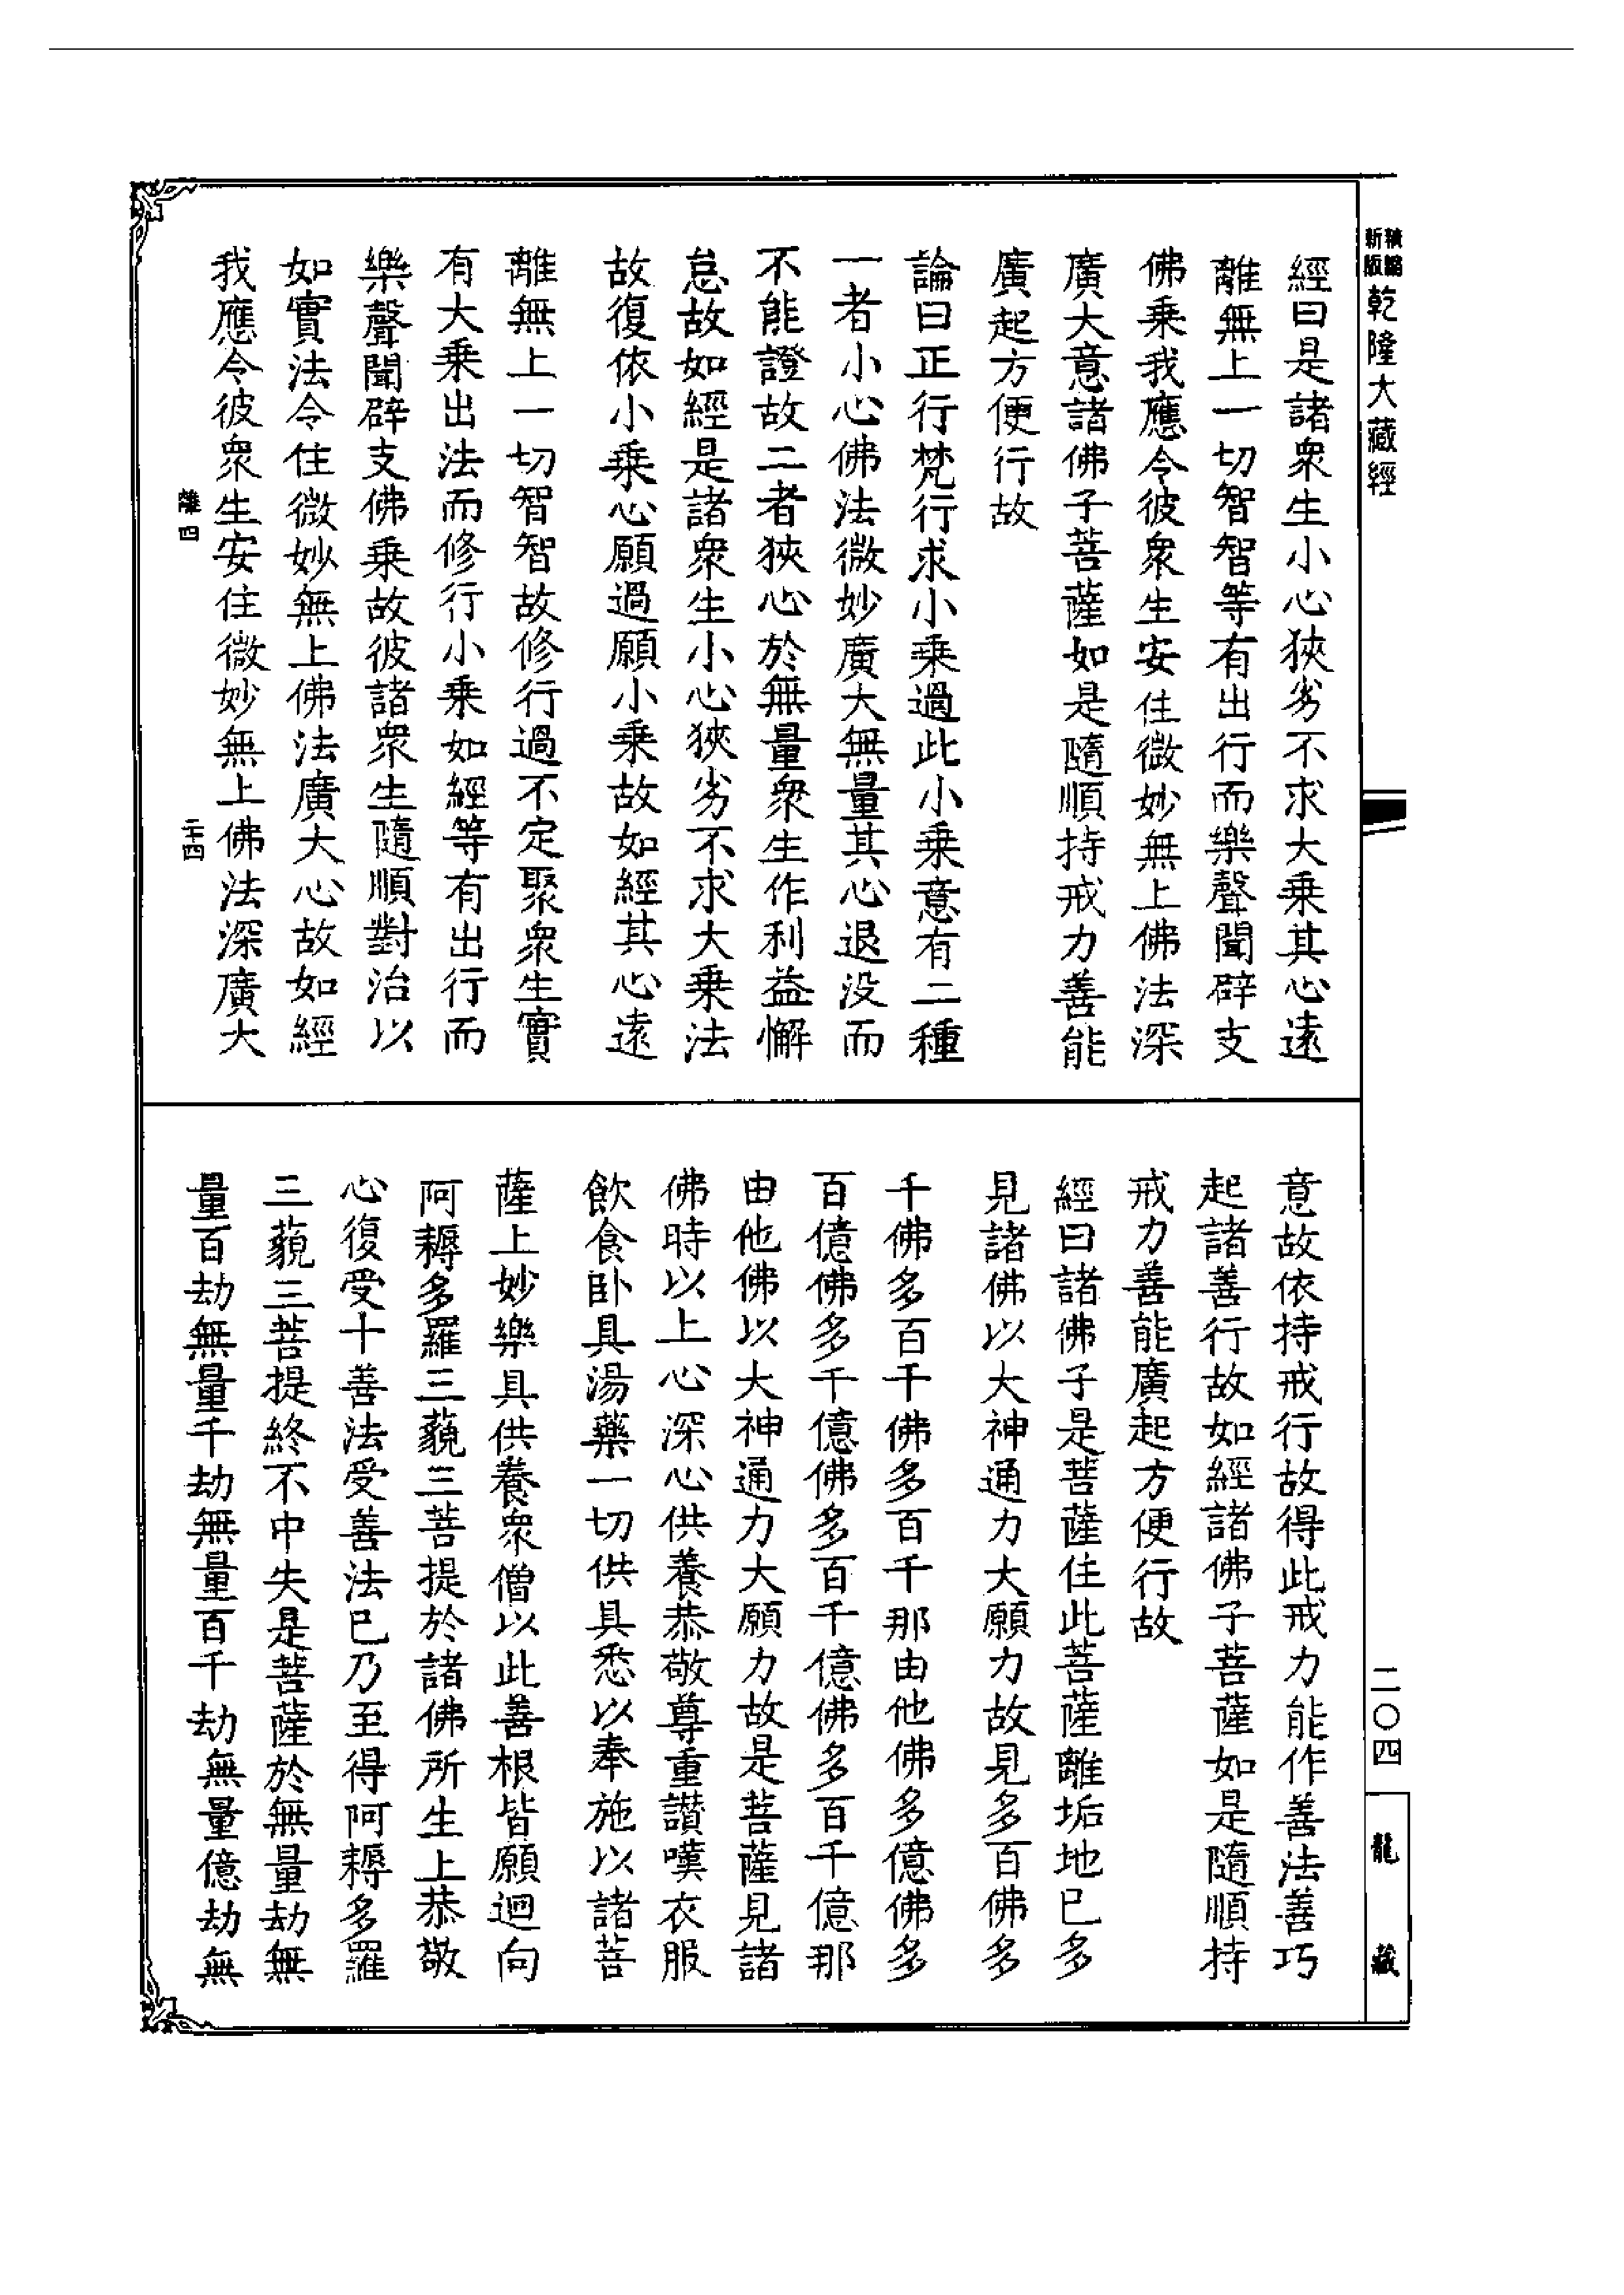 新版 續編 乾隆大藏經
經曰是諸衆生小心狹劣不求大乘其心遠
離無上一切智智等有出行而樂聲聞辟支
佛乘我應令彼衆生安住微妙無上佛法深
廣大意諸佛子菩薩如是隨順持戒力善能
廣起方便行故
論曰正行梵行求小乘過此小乘意有二種
一者小心佛法微妙廣大無量其心退没而
不能證故二者狹心於無量衆生作利益懈
怠故如經是諸衆生小心狹劣不求大乘法
故復依小乘心願過願小乘故如經其心遠
離無上一切智智故修行過不定聚衆生實
有大乘出法而修行小乘如經等有出行而
樂聲聞辟支佛乘故彼諸衆生隨順對治以
如實法令住微妙無上佛法廣大心故如經
我應令彼衆生安住微妙無上佛法深廣大
離四
二十四
意故依持戒行故得此戒力能作善法善巧
起諸善行故如經諸佛子菩薩如是隨順持
戒力善能廣起方便行故
經曰諸佛子是菩薩住此菩薩離垢地已多
見諸佛以大神通力大願力故見多百佛多
千佛多百千佛多百千那由他佛多億佛多
百億佛多千億佛多百千億佛多百千億那
由他佛以大神通力大願力故是菩薩見諸
佛時以上心深心供養恭敬尊重讚嘆衣服
飲食卧具湯藥一切供具悉以奉施以諸菩
薩上妙樂具供養衆僧以此善根皆願迴向
阿耨多羅三藐三菩提於諸佛所生上恭敬
心復受十善法受善法已乃至得阿耨多羅
三藐三菩提終不中失是菩薩於無量劫無
量百劫無量千劫無量百千劫無量億劫無
二〇四
龍藏